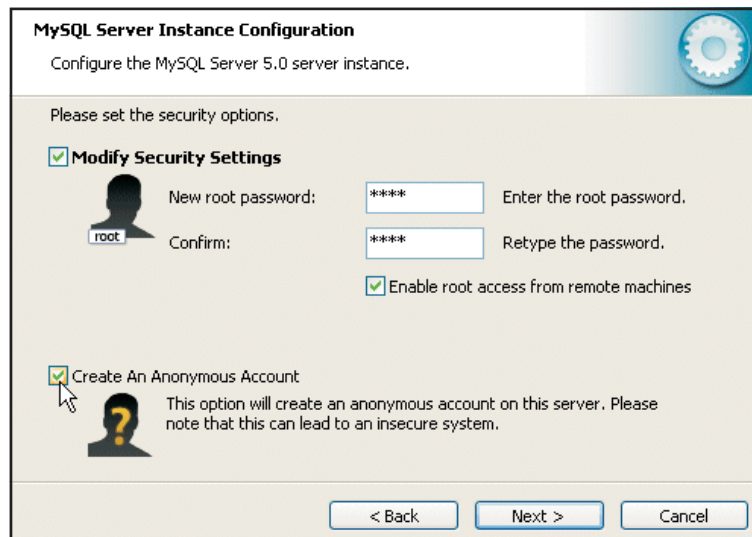 MySQL Server Instance Configuration
Configure the MySQL Server 5.0 server instance.
Please set the security options.
Modify Security Settings
root
New root password: **** Enter the root password.
Confirm: **** Retype the password.
Enable root access from remote machines
Create An Anonymous Account
?
This option will create an anonymous account on this server. Please
note that this can lead to an insecure system.
< Back Next > Cancel